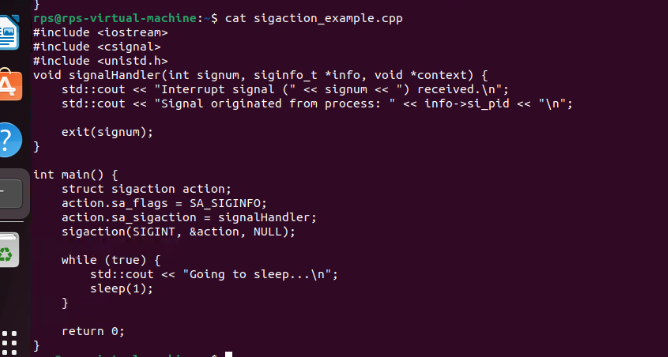 }
rps@rps-virtual-machine:~$ cat sigaction_example.cpp
#include <iostream>
#include <csignal>
#include <unistd.h>
void signalHandler(int signum, siginfo_t *info, void *context) {
    std::cout << "Interrupt signal (" << signum << ") received.\n";
    std::cout << "Signal originated from process: " << info->si_pid << "\n";

    exit(signum);
}

int main() {
    struct sigaction action;
    action.sa_flags = SA_SIGINFO;
    action.sa_sigaction = signalHandler;
    sigaction(SIGINT, &action, NULL);

    while (true) {
        std::cout << "Going to sleep...\n";
        sleep(1);
    }

    return 0;
}